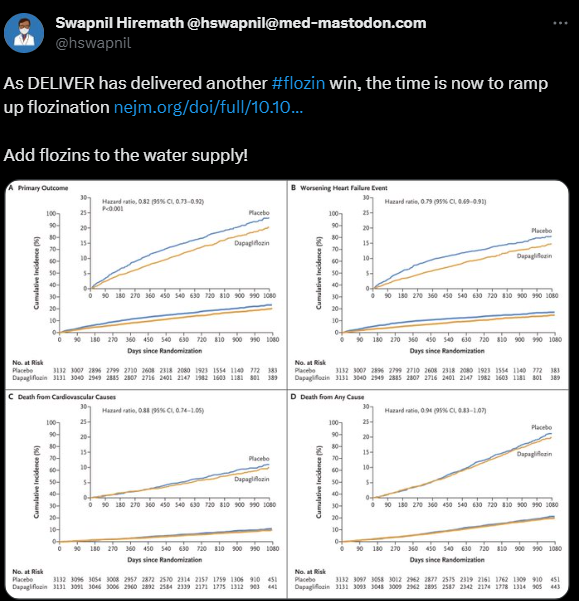 Swapnil Hiremath @hswapnil@med-mastodon.com
@hswapnil
As DELIVER has delivered another #flozin win, the time is now to ramp
up flozination nejm.org/doi/full/10.10...
Add flozins to the water supply!
A Primary Outcome
Cumulative Incidence (%)
100
90
80
70
60
50
40
30
20
10
0
30
25
20
15
10
5
0
Hazard ratio, 0.82 (95% CI, 0.73–0.92)
P<0.001
Placebo
Dapagliflozin
0 90 180 270 360 450 540 630 720 810 900 990 1080
0 90 180 270 360 450 540 630 720 810 900 990 1080
Days since Randomization
No. at Risk
Placebo 3132 3007 2896 2799 2710 2608 2318 2080 1923 1554 1140 772 383
Dapagliflozin 3131 3040 2949 2885 2807 2716 2401 2147 1982 1603 1181 801 389
B Worsening Heart Failure Event
Cumulative Incidence (%)
100
90
80
70
60
50
40
30
20
10
0
30
25
20
15
10
5
0
Hazard ratio, 0.79 (95% CI, 0.69–0.91)
Placebo
Dapagliflozin
0 90 180 270 360 450 540 630 720 810 900 990 1080
0 90 180 270 360 450 540 630 720 810 900 990 1080
Days since Randomization
No. at Risk
Placebo 3132 3007 2896 2799 2710 2608 2318 2080 1923 1554 1140 772 383
Dapagliflozin 3131 3040 2949 2885 2807 2716 2401 2147 1982 1603 1181 801 389
C Death from Cardiovascular Causes
Cumulative Incidence (%)
100
90
80
70
60
50
40
30
20
10
0
30
25
20
15
10
5
0
Hazard ratio, 0.88 (95% CI, 0.74–1.05)
Placebo
Dapagliflozin
0 90 180 270 360 450 540 630 720 810 900 990 1080
0 90 180 270 360 450 540 630 720 810 900 990 1080
Days since Randomization
No. at Risk
Placebo 3132 3096 3054 3008 2957 2872 2570 2314 2157 1759 1306 910 451
Dapagliflozin 3131 3091 3046 3006 2960 2892 2584 2339 2171 1775 1312 903 441
D Death from Any Cause
Cumulative Incidence (%)
100
90
80
70
60
50
40
30
20
10
0
30
25
20
15
10
5
0
Hazard ratio, 0.94 (95% CI, 0.83–1.07)
Placebo
Dapagliflozin
0 90 180 270 360 450 540 630 720 810 900 990 1080
0 90 180 270 360 450 540 630 720 810 900 990 1080
Days since Randomization
No. at Risk
Placebo 3132 3097 3058 3012 2962 2877 2575 2319 2161 1762 1309 910 451
Dapagliflozin 3131 3093 3048 3009 2962 2895 2587 2342 2174 1778 1314 905 443